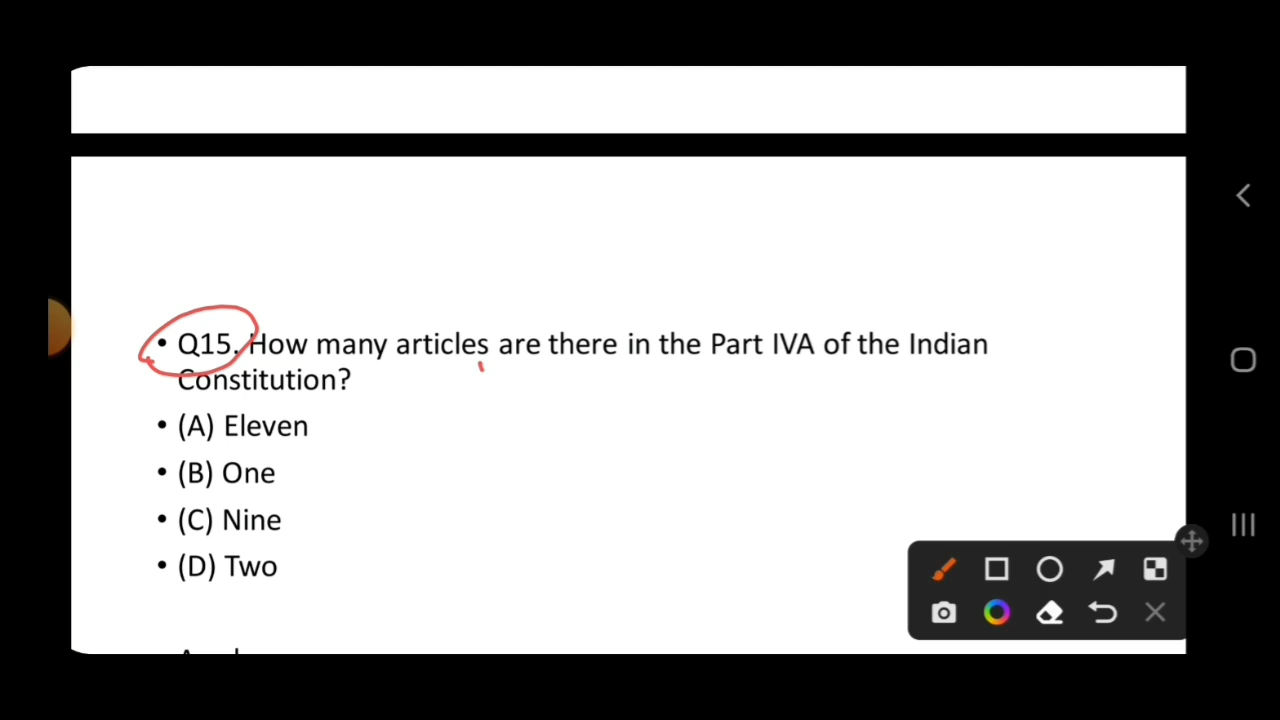 • Q15. How many articles are there in the Part IVA of the Indian
Constitution?
• (A) Eleven
• (B) One
• (C) Nine
• (D) Two